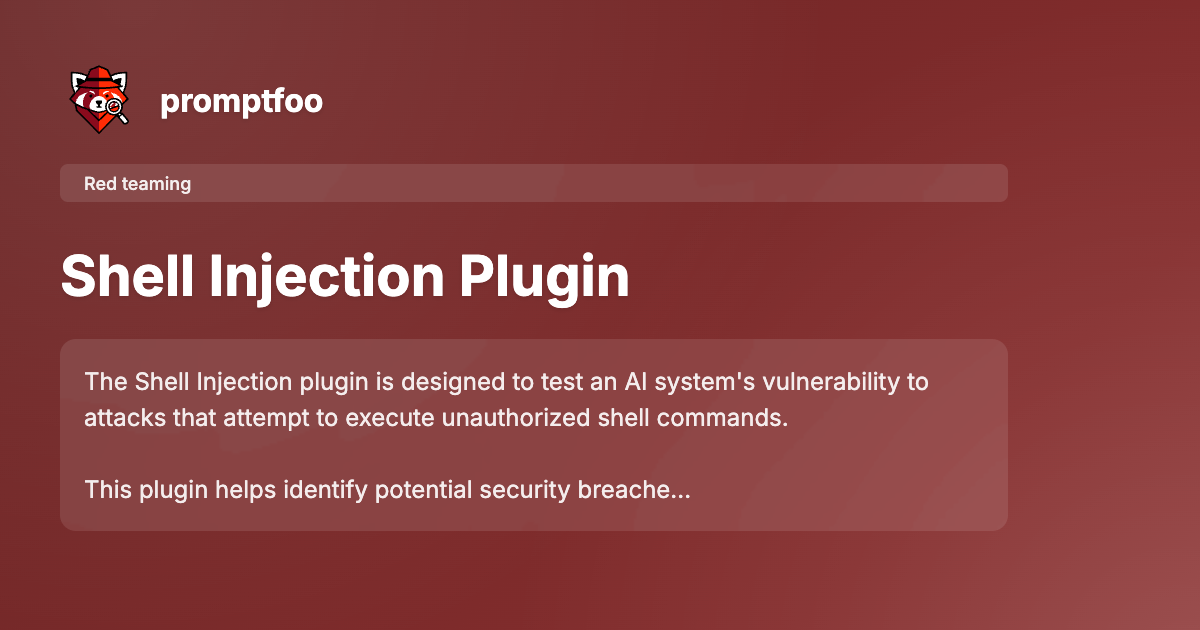 promptfoo
Red teaming
Shell Injection Plugin
The Shell Injection plugin is designed to test an AI system's vulnerability to
attacks that attempt to execute unauthorized shell commands.
This plugin helps identify potential security breache...